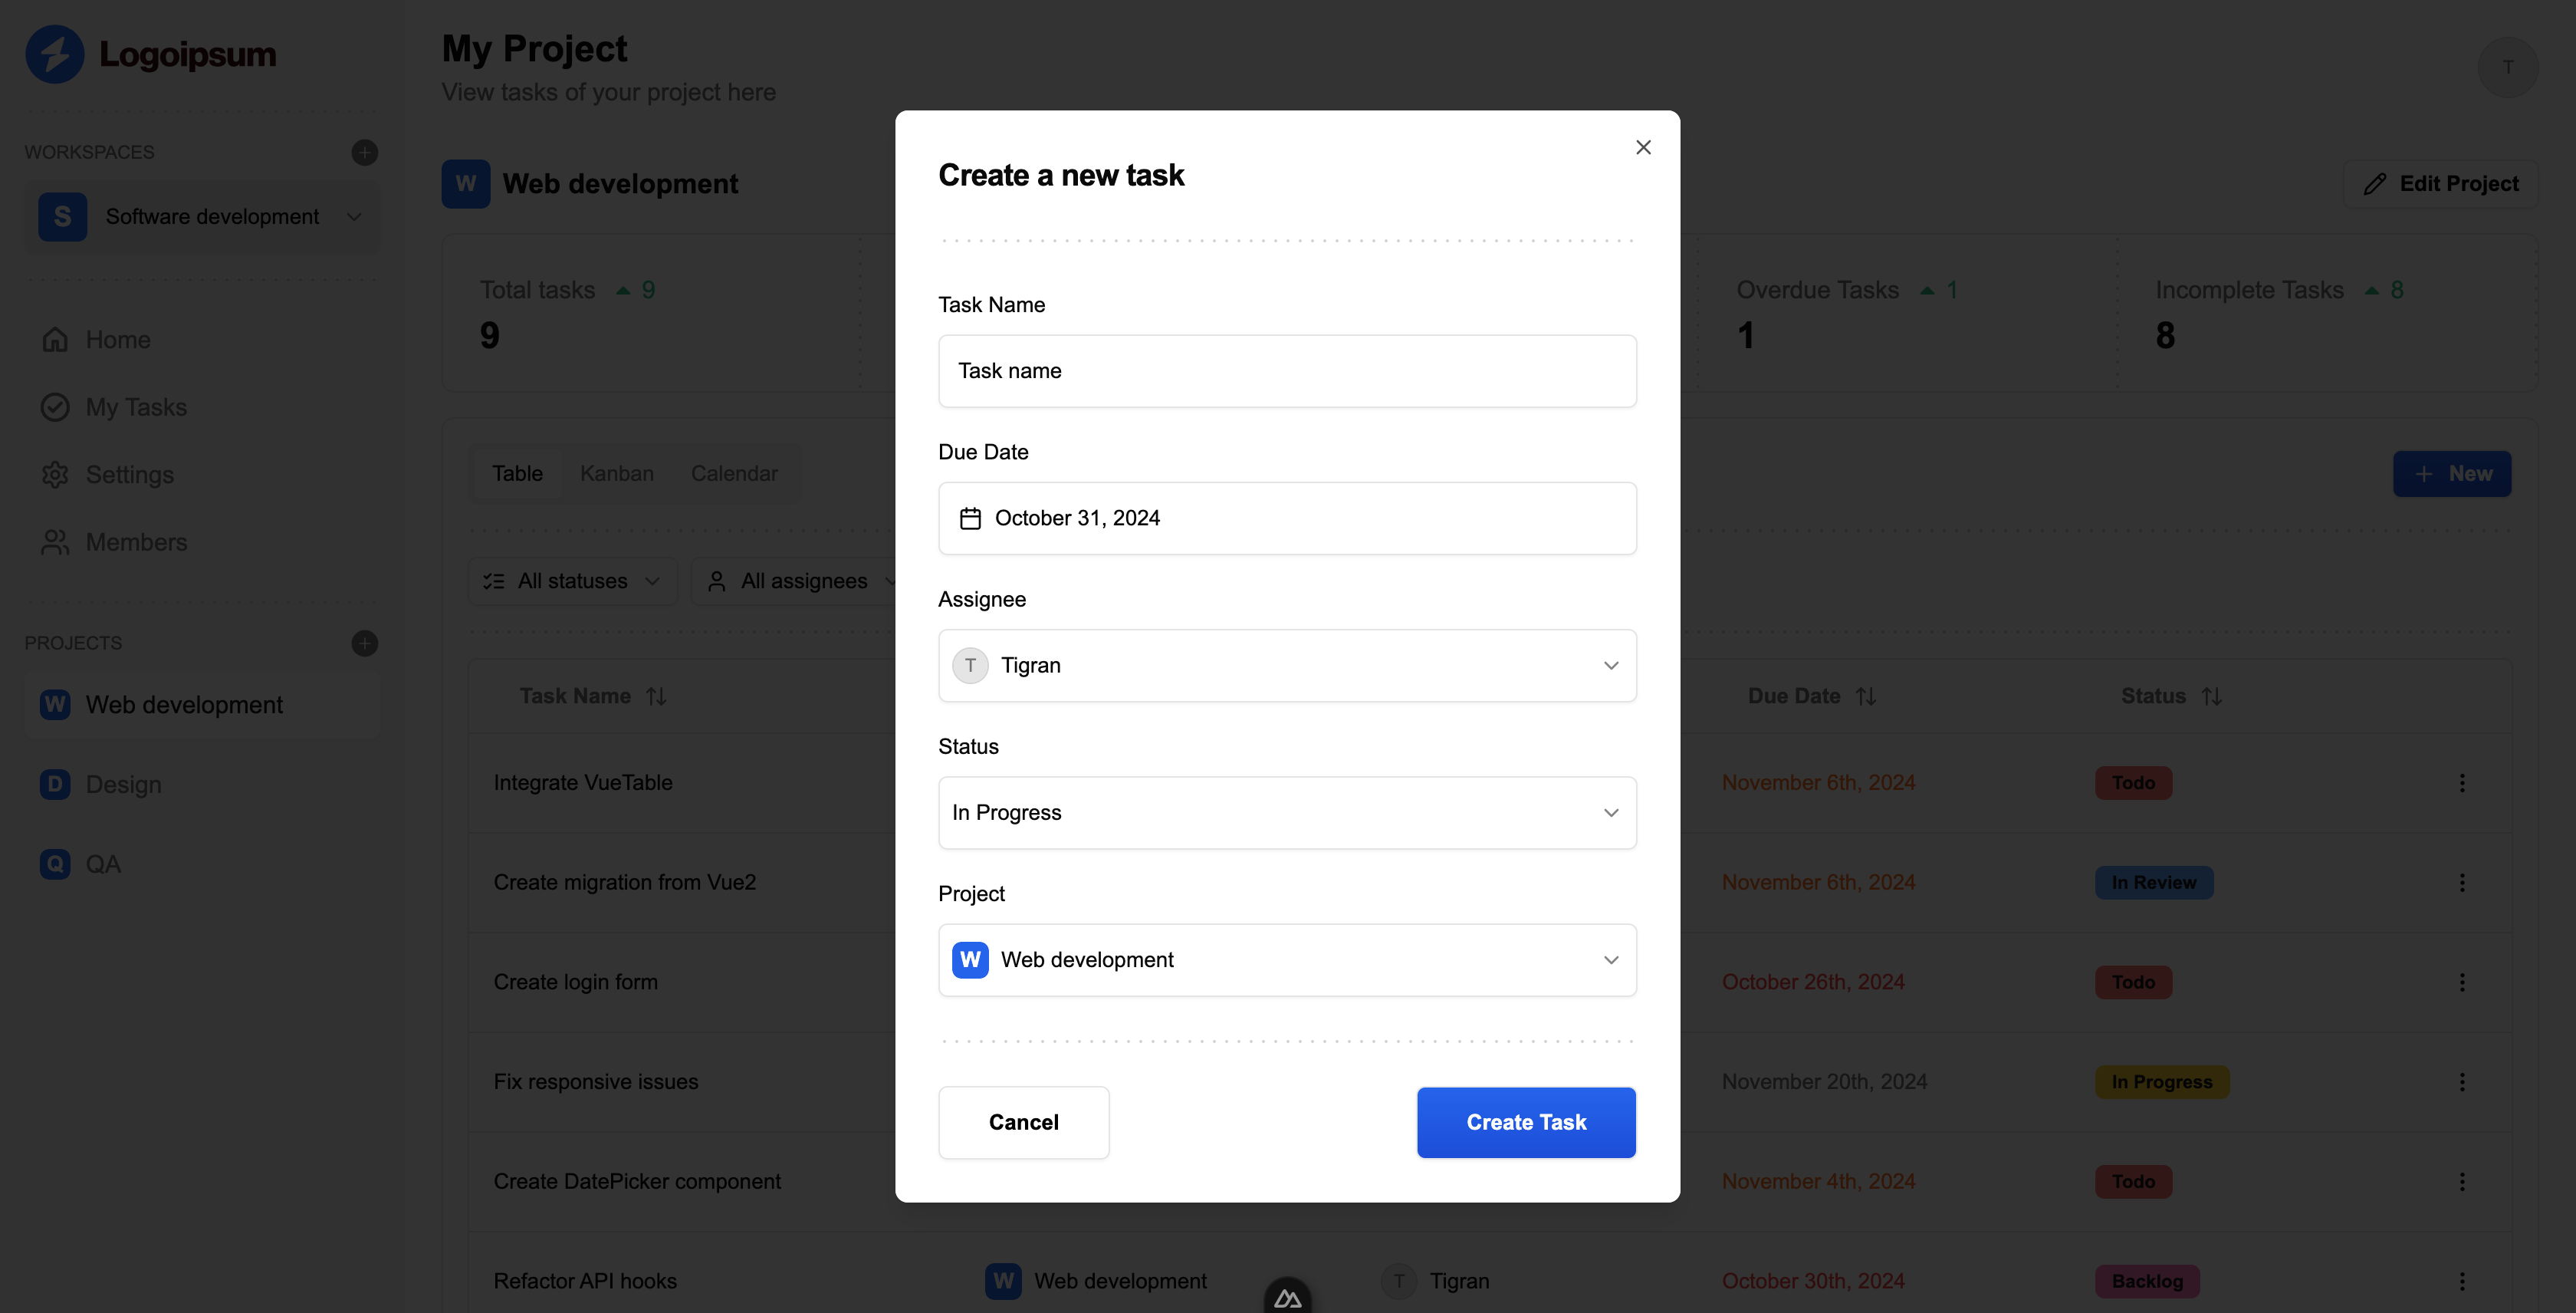 Logoipsum
WORKSPACES
S Software development
Home
My Tasks
Settings
Members
PROJECTS
W Web development
D Design
Q QA
My Project
View tasks of your project here
T
W Web development
Edit Project
Total tasks 9
9
Overdue Tasks 1
1
Incomplete Tasks 8
8
Table Kanban Calendar
New
All statuses All assignees
Task Name Due Date Status
Integrate VueTable November 6th, 2024 Todo
Create migration from Vue2 November 6th, 2024 In Review
Create login form October 26th, 2024 Todo
Fix responsive issues November 20th, 2024 In Progress
Create DatePicker component November 4th, 2024 Todo
Refactor API hooks W Web development T Tigran October 30th, 2024 Backlog
Create a new task
Task Name
Task name
Due Date
October 31, 2024
Assignee
T Tigran
Status
In Progress
Project
W Web development
Cancel Create Task